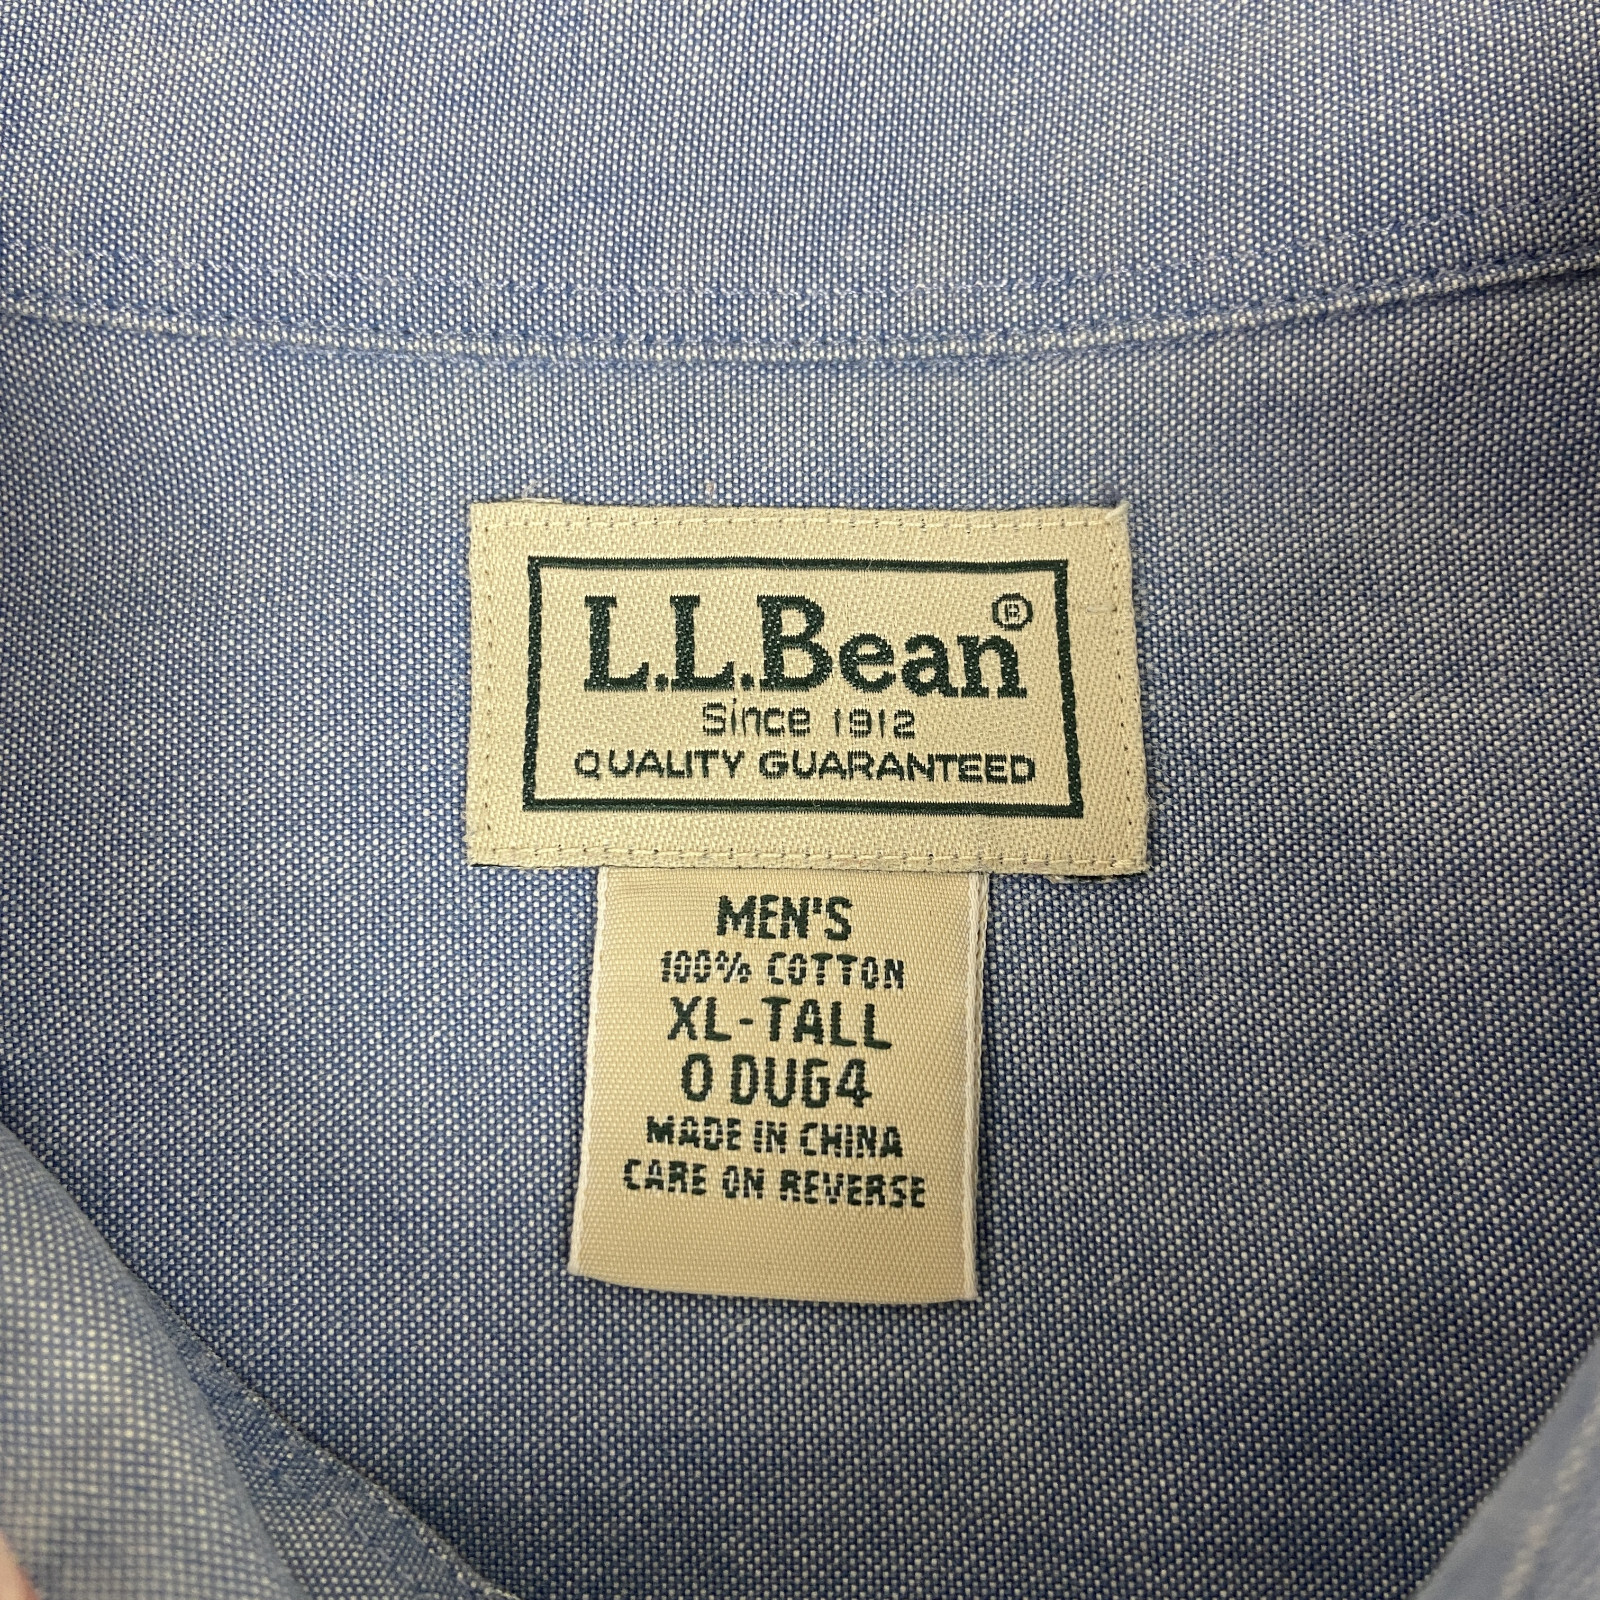 L.L.Bean®
Since 1912
QUALITY GUARANTEED
MEN'S
100% COTTON
XL-TALL
0 DUG4
MADE IN CHINA
CARE ON REVERSE